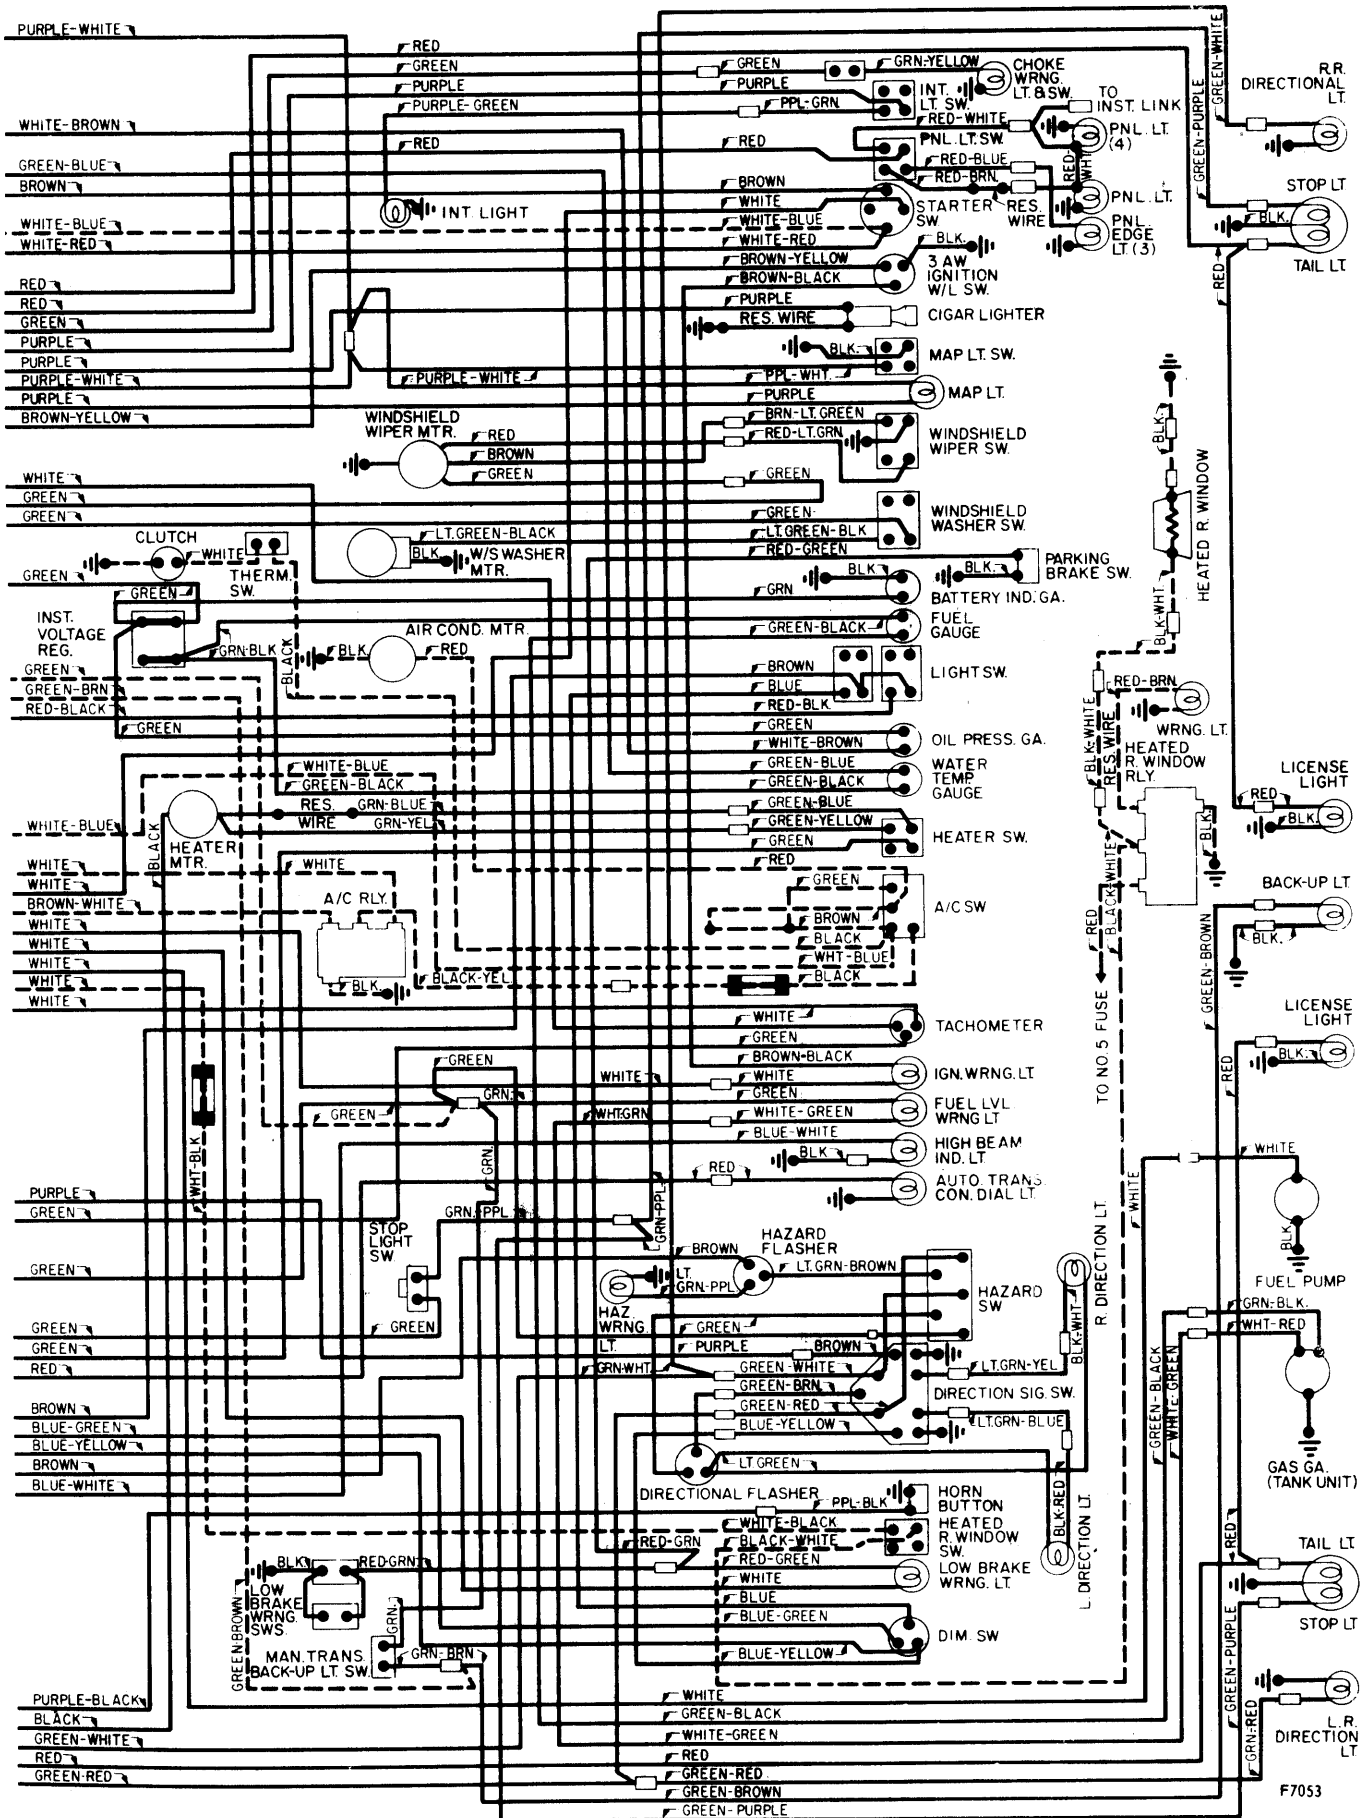 PURPLE-WHITE
RED
GREEN
PURPLE
PURPLE-GREEN
RED
GREEN
PURPLE
PPL-GRN
RED
GRN-YELLOW
CHOKE
WRNG.
LT.&SW.
INT.
LT. SW.
TO
INST. LINK
RED-WHITE
PNL. LT. SW.
PNL. LT.
(4)
RED-WHT
GREEN-WHITE
GREEN-PURPLE
R.R.
DIRECTIONAL
LT.
WHITE-BROWN
GREEN-BLUE
BROWN
WHITE-BLUE
WHITE-RED
INT. LIGHT
BROWN
WHITE
WHITE-BLUE
WHITE-RED
BROWN-YELLOW
BROWN-BLACK
PURPLE
RES. WIRE
RED-BLUE
RED-BRN.
STARTER
SW.
RES.
WIRE
PNL. LT.
PNL.
EDGE
LT. (3)
BLK.
3 AW
IGNITION
W/L SW.
STOP LT.
BLK.
TAIL LT.
RED
RED
RED
GREEN
PURPLE
PURPLE
PURPLE-WHITE
PURPLE
BROWN-YELLOW
PURPLE-WHITE
CIGAR LIGHTER
BLK.
MAP LT. SW.
PPL-WHT.
PURPLE
MAP LT.
WINDSHIELD
WIPER MTR.
RED
BROWN
GREEN
BRN-LT. GREEN
RED-LT. GRN
GREEN
WINDSHIELD
WIPER SW.
BLK.
HEATED R. WINDOW
BLK-WHT.
WHITE
GREEN
GREEN
CLUTCH
WHITE
THERM.
SW.
LT. GREEN-BLACK
BLK.
W/S WASHER
MTR.
GREEN
LT. GREEN-BLK
RED-GREEN
WINDSHIELD
WASHER SW.
BLK.
PARKING
BRAKE SW.
GREEN
GREEN
INST.
VOLTAGE
REG.
GRN-BLK
BLACK
AIR COND. MTR.
BLK.
RED
BLK
GRN
BATTERY IND. GA.
GREEN-BLACK
FUEL
GAUGE
GREEN
GREEN-BRN
RED-BLACK
GREEN
BROWN
BLUE
RED-BLK.
LIGHT SW.
GREEN
WHITE-BROWN
OIL PRESS. GA.
GREEN-BLUE
GREEN-BLACK
WATER
TEMP
GAUGE
BLK-WHITE
RES. WIRE
RED-BRN.
WRNG. LT.
HEATED
R. WINDOW
RLY.
BLK.
LICENSE
LIGHT
RED
BLK.
WHITE-BLUE
GREEN-BLACK
RES.
WIRE
GRN-BLUE
GRN-YEL
WHITE-BLUE
BLACK
HEATER
MTR.
GREEN-BLUE
GREEN-YELLOW
GREEN
RED
HEATER SW.
BLACK-WHITE
RED
WHITE
WHITE
WHITE
BROWN-WHITE
WHITE
WHITE
WHITE
WHITE
WHITE
A/C RLY.
BLK.
BLACK-YEL.
GREEN
BROWN
BLACK
WHT-BLUE
BLACK
A/C SW
BACK-UP LT.
BLK.
GREEN-BROWN
WHITE
GREEN
TACHOMETER
BROWN-BLACK
WHITE
WHITE
IGN. WRNG. LT.
TO NO. 5 FUSE
LICENSE
LIGHT
BLK.
RED
GREEN
GRN.
GREEN
WHT-GRN
GREEN
WHITE-GREEN
FUEL LVL
WRNG LT
BLUE-WHITE
BLK
HIGH BEAM
IND. LT.
RED
AUTO. TRANS.
CON. DIAL LT.
WHT-BLK
GRN.
WHITE
WHITE
BLK.
FUEL PUMP
PURPLE
GREEN
GREEN
STOP
LIGHT
SW.
GRN.-PPL
GRN-PPL
BROWN
HAZARD
FLASHER
LT.
GRN-PPL
LT. GRN-BROWN
HAZ.
WRNG.
LT.
HAZARD
SW
BLK-WHT
R. DIRECTION LT.
GRN-BLK.
WHT-RED
GREEN
GREEN
GREEN
RED
GREEN
PURPLE
BROWN
GRN-WHT.
GREEN-WHITE
GREEN-BRN.
GREEN-RED
BLUE-YELLOW
LT. GRN-YEL
DIRECTION SIG. SW.
LT. GRN-BLUE
GREEN-BLACK
WHITE-GREEN
BROWN
BLUE-GREEN
BLUE-YELLOW
BROWN
BLUE-WHITE
LT. GREEN
DIRECTIONAL FLASHER
PPL-BLK
HORN
BUTTON
BLK-RED
L. DIRECTION LT.
GAS GA.
(TANK UNIT)
WHITE-BLACK
BLACK-WHITE
HEATED
R. WINDOW
SW.
RED-GRN
RED-GREEN
WHITE
LOW BRAKE
WRNG. LT.
RED
TAIL LT.
STOP LT
BLK
RED-GRN
LOW
BRAKE
WRNG.
SWS.
GREEN-BROWN
GRN.
MAN. TRANS.
BACK-UP LT. SW.
GRN-BRN
BLUE
BLUE-GREEN
BLUE-YELLOW
DIM. SW
GREEN-PURPLE
GRN-RED
L.R.
DIRECTION
LT
PURPLE-BLACK
BLACK
GREEN-WHITE
RED
GREEN-RED
WHITE
GREEN-BLACK
WHITE-GREEN
RED
GREEN-RED
GREEN-BROWN
GREEN-PURPLE
F7053